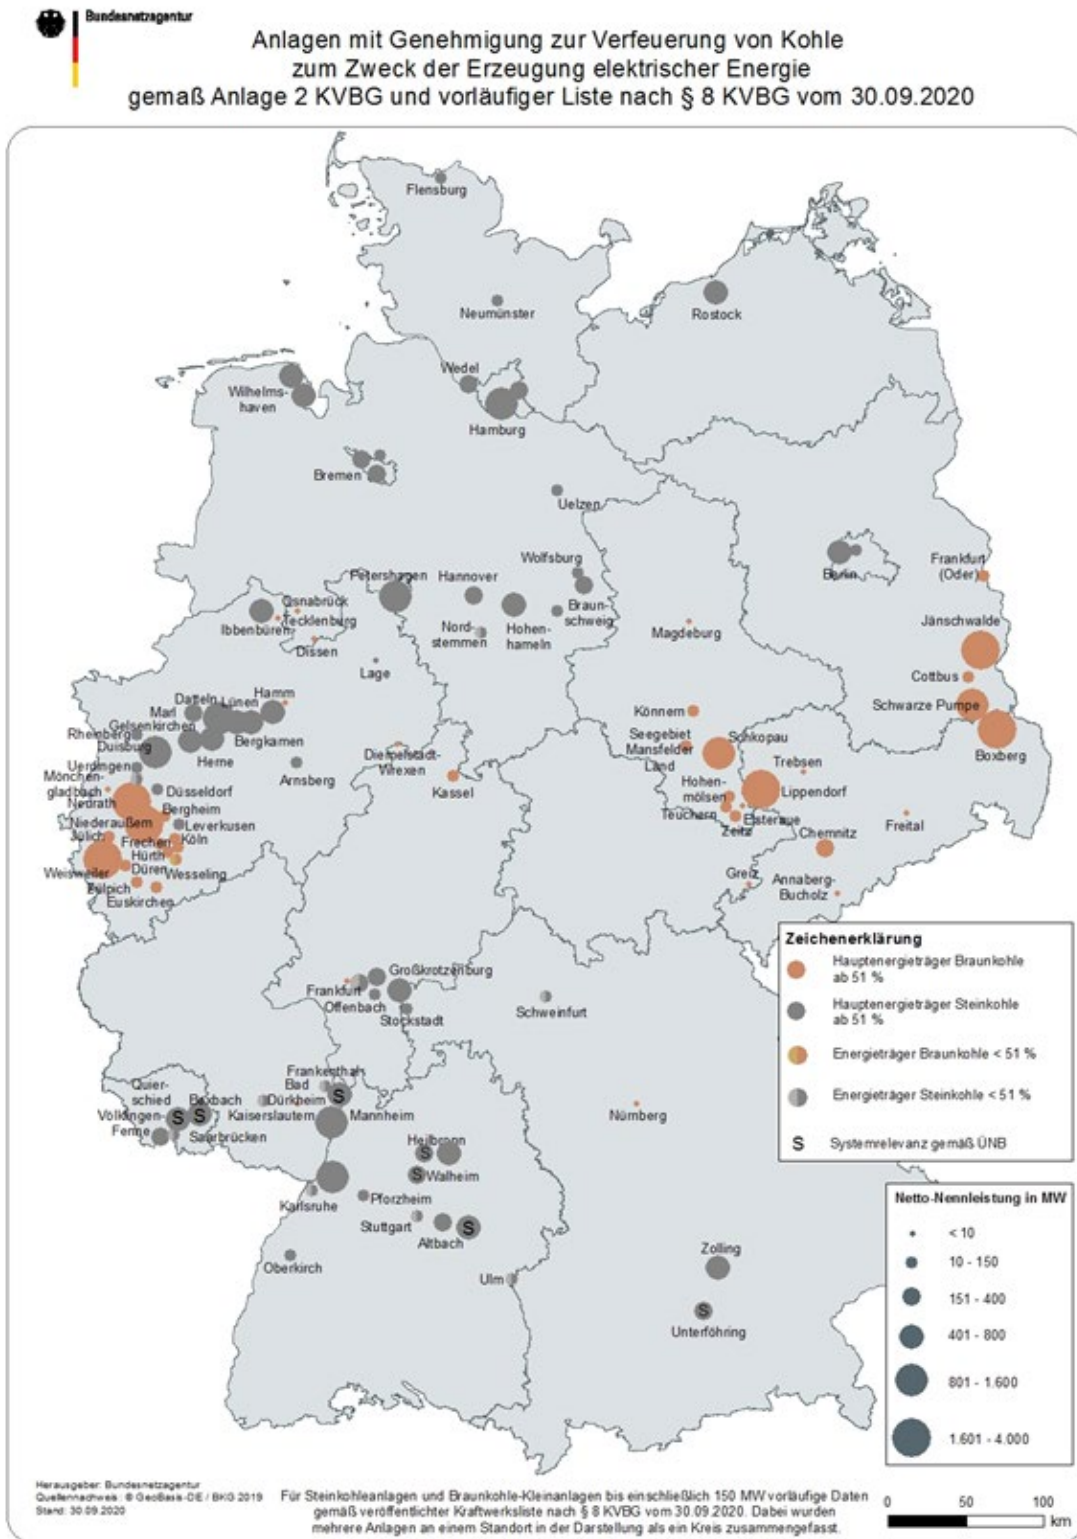 Bundesnetzagentur
Anlagen mit Genehmigung zur Verfeuerung von Kohle
zum Zweck der Erzeugung elektrischer Energie
gemäß Anlage 2 KVBG und vorläufiger Liste nach § 8 KVBG vom 30.09.2020
Flensburg
Neumünster
Rostock
Wedel
Wilhelms-
haven
Hamburg
Bremen
Uelzen
Wolfsburg
Berlin
Frankfurt
(Oder)
Petershagen
Hannover
Osnabrück
Tecklenburg
Ibbenbüren
Braun-
schweig
Nord-
stemmen
Hohen-
hameln
Magdeburg
Jänschwalde
Dissen
Lage
Cottbus
Datteln
Lünen
Hamm
Marl
Könnern
Schwarze Pumpe
Gelsenkirchen
Rheinberg
Duisburg
Bergkamen
Seegebiet
Mansfelder
Land
Schkopau
Boxberg
Herne
Diemelstadt-
Wrexen
Trebsen
Uerdingen
Arnsberg
Mönchen-
gladbach
Düsseldorf
Kassel
Hohen-
mölsen
Lippendorf
Neurath
Bergheim
Teuchern
Elsteraue
Niederaußem
Leverkusen
Zeitz
Chemnitz
Freital
Jülich
Frechen
Köln
Hürth
Weisweiler
Düren
Wesseling
Greiz
Annaberg-
Bucholz
Zülpich
Euskirchen
Großkrotzenburg
Frankfurt
Offenbach
Stockstadt
Schweinfurt
Frankenthal
Quier-
schied
Bexbach
Bad
Dürkheim
S
Völklingen-
Fenne
S
S
Kaiserslautern
Mannheim
Nürnberg
Saarbrücken
Heilbronn
S
S
Walheim
Karlsruhe
Pforzheim
Stuttgart
S
Altbach
Oberkirch
Ulm
Zolling
S
Unterföhring
Zeichenerklärung
Hauptenergieträger Braunkohle
ab 51 %
Hauptenergieträger Steinkohle
ab 51 %
Energieträger Braunkohle < 51 %
Energieträger Steinkohle < 51 %
S Systemrelevanz gemäß ÜNB
Netto-Nennleistung in MW
< 10
10 - 150
151 - 400
401 - 800
801 - 1.600
1.601 - 4.000
Herausgeber: Bundesnetzagentur
Quellennachweis: © GeoBasis-DE / BKG 2019
Stand: 30.09.2020
Für Steinkohleanlagen und Braunkohle-Kleinanlagen bis einschließlich 150 MW vorläufige Daten
gemäß veröffentlichter Kraftwerksliste nach § 8 KVBG vom 30.09.2020. Dabei wurden
mehrere Anlagen an einem Standort in der Darstellung als ein Kreis zusammengefasst.
0 50 100
km